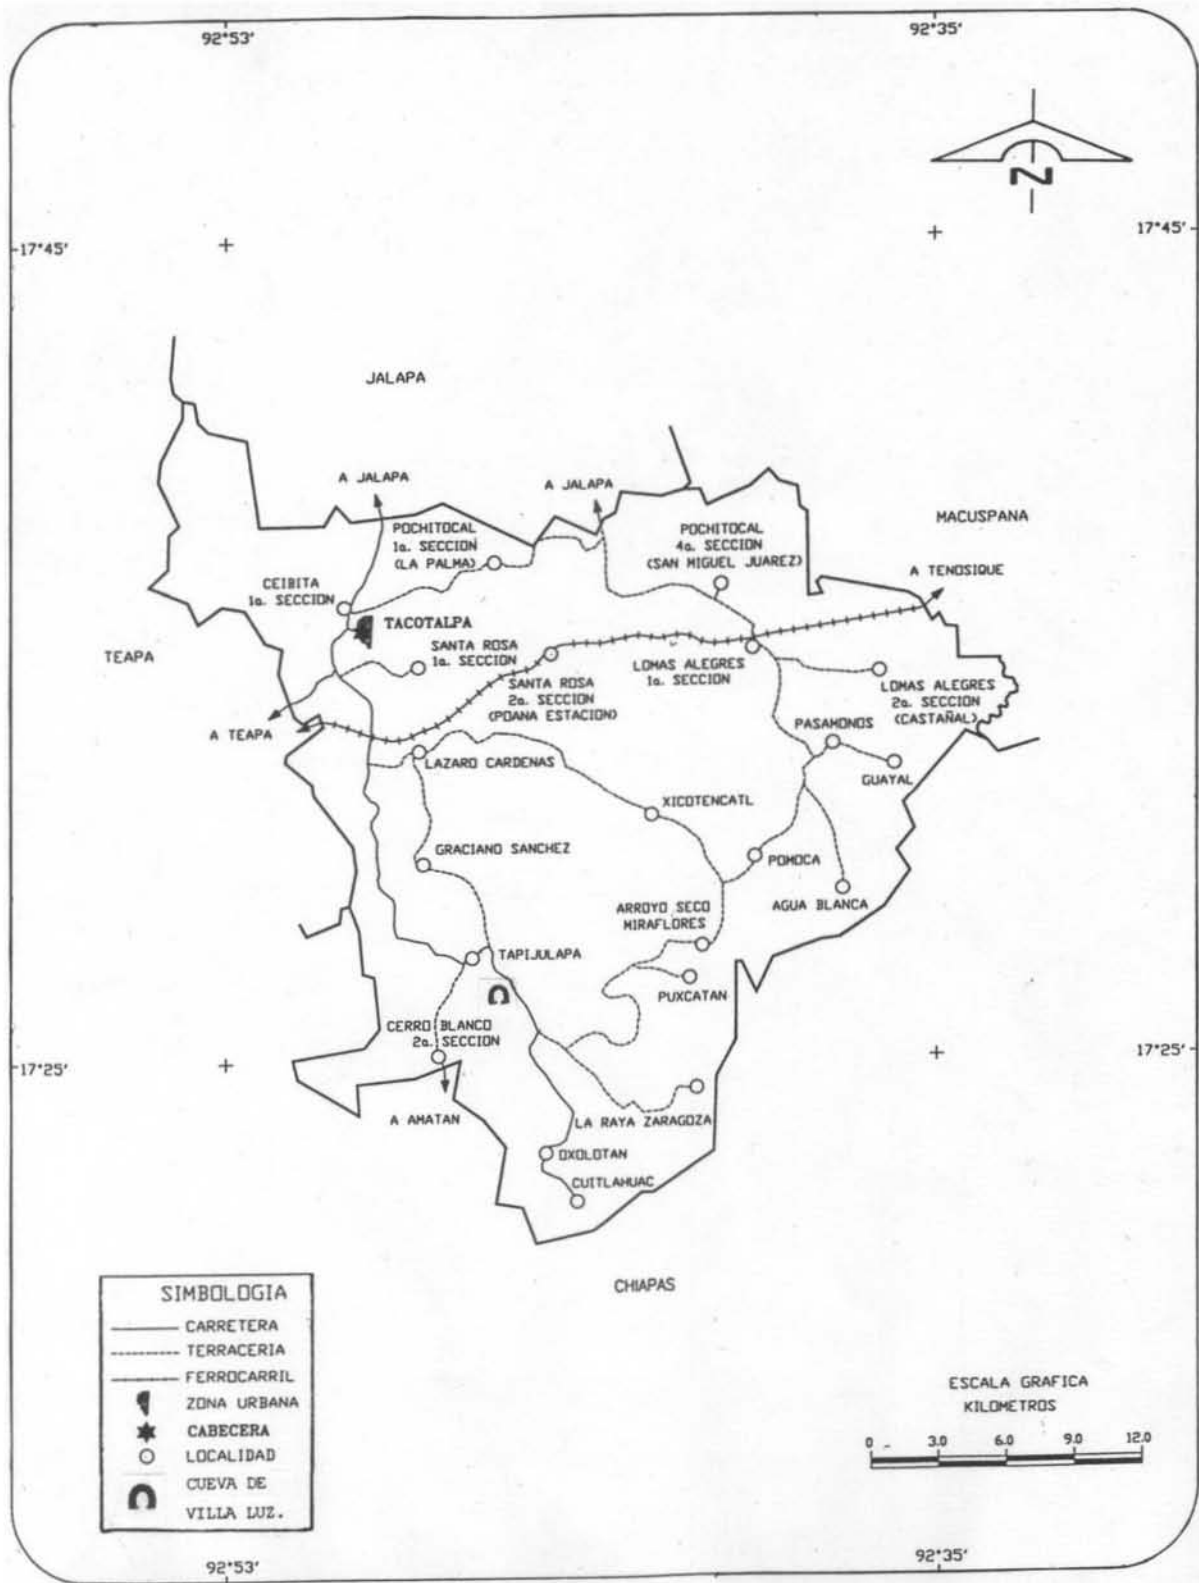 92°53'
92°35'
N
17°45'
17°45'
JALAPA
A JALAPA
A JALAPA
MACUSPANA
POCHITOCAL
1a. SECCION
(LA PALMA)
POCHITOCAL
4a. SECCION
(SAN MIGUEL JUAREZ)
A TENOSIQUE
CEIBITA
1a. SECCION
TACOTALPA
TEAPA
SANTA ROSA
1a. SECCION
LOMAS ALEGRES
1a. SECCION
SANTA ROSA
2a. SECCION
(POANA ESTACION)
LOMAS ALEGRES
2a. SECCION
(CASTAÑAL)
A TEAPA
PASAMONOS
LAZARO CARDENAS
GUAYAL
XICOTENCATL
GRACIANO SANCHEZ
POMOCA
AGUA BLANCA
ARROYO SECO
MIRAFLORES
TAPIJULAPA
PUXCATAN
CERRO BLANCO
2a. SECCION
17°25'
17°25'
A AMATAN
LA RAYA ZARAGOZA
OXOLOTAN
CUITLAHUAC
CHIAPAS
SIMBOLOGIA
CARRETERA
TERRACERIA
FERROCARRIL
ZONA URBANA
CABECERA
LOCALIDAD
CUEVA DE
VILLA LUZ.
ESCALA GRAFICA
KILOMETROS
0 3.0 6.0 9.0 12.0
92°53'
92°35'